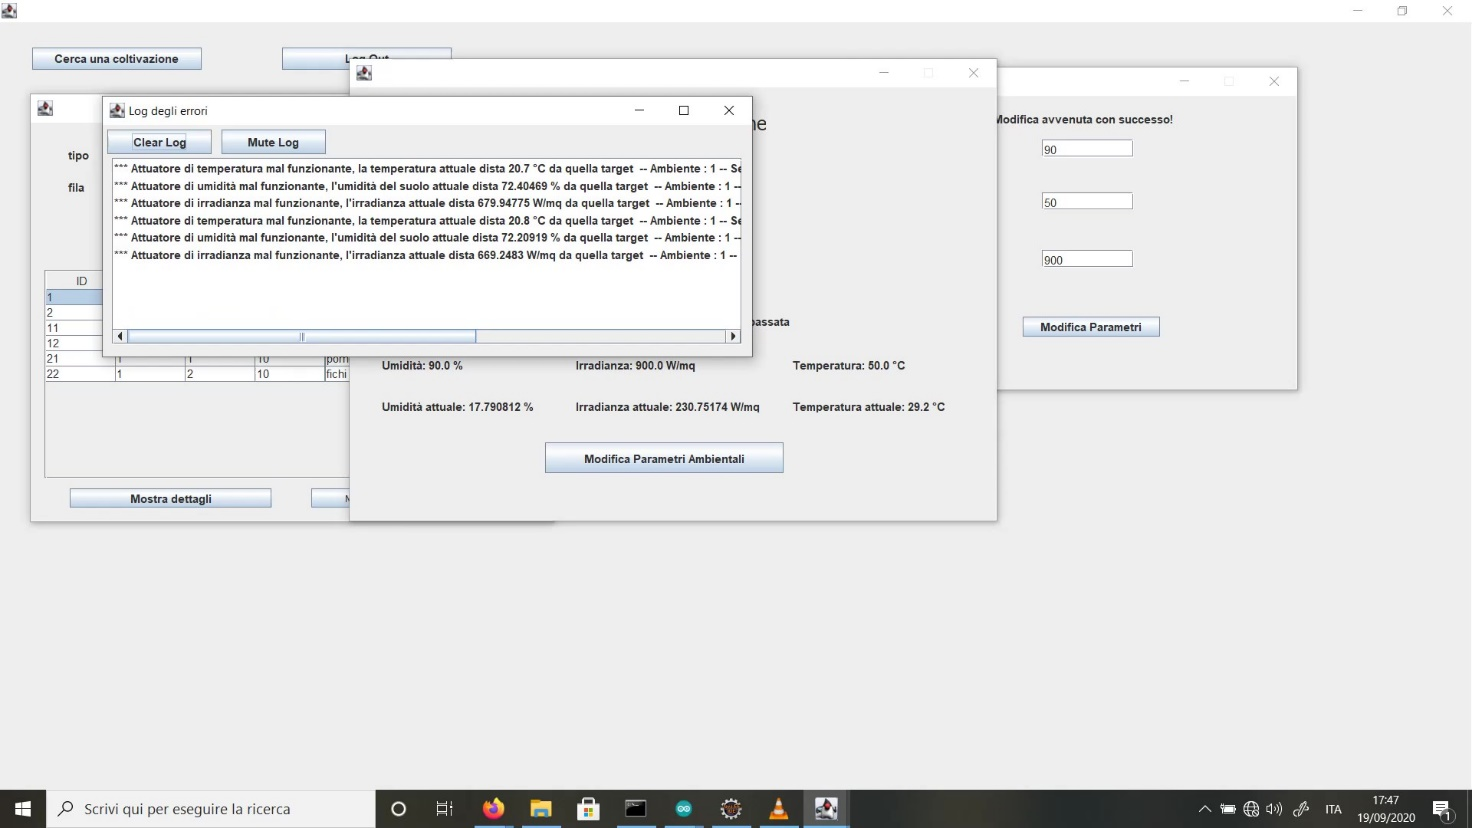 Cerca una coltivazione
Log Out
Log degli errori
Clear Log
Mute Log
*** Attuatore di temperatura mal funzionante, la temperatura attuale dista 20.7 °C da quella target -- Ambiente : 1 -- Se
*** Attuatore di umidità mal funzionante, l'umidità del suolo attuale dista 72.40469 % da quella target -- Ambiente : 1 --
*** Attuatore di irradianza mal funzionante, l'irradianza attuale dista 679.94775 W/mq da quella target -- Ambiente : 1 --
*** Attuatore di temperatura mal funzionante, la temperatura attuale dista 20.8 °C da quella target -- Ambiente : 1 -- Se
*** Attuatore di umidità mal funzionante, l'umidità del suolo attuale dista 72.20919 % da quella target -- Ambiente : 1 --
*** Attuatore di irradianza mal funzionante, l'irradianza attuale dista 669.2483 W/mq da quella target -- Ambiente : 1 --
tipo
fila
ID
1
2
11
12
21 1 1 10 pom
22 1 2 10 fichi
Mostra dettagli
M
ne
passata
Umidità: 90.0 %
Irradianza: 900.0 W/mq
Temperatura: 50.0 °C
Umidità attuale: 17.790812 %
Irradianza attuale: 230.75174 W/mq
Temperatura attuale: 29.2 °C
Modifica Parametri Ambientali
Modifica avvenuta con successo!
90
50
900
Modifica Parametri
Scrivi qui per eseguire la ricerca
ITA
17:47
19/09/2020
1